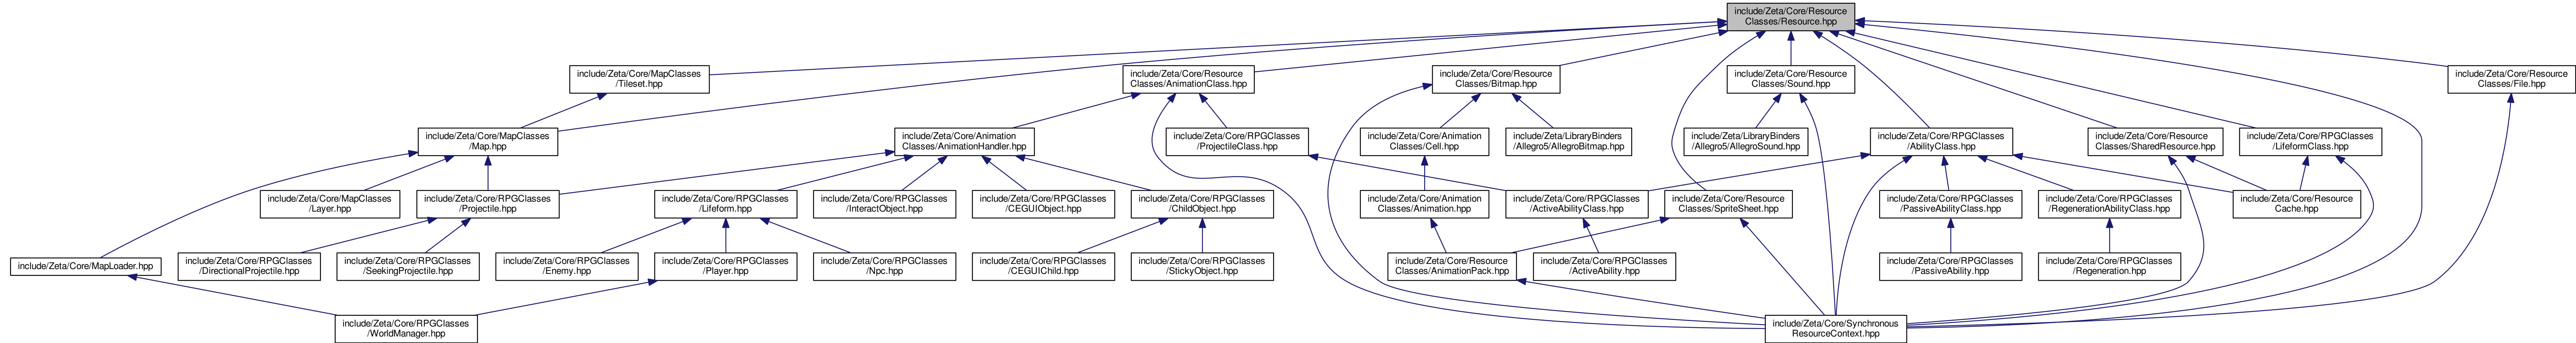 include/Zeta/Core/Resource
Classes/Resource.hpp
include/Zeta/Core/MapClasses
/Tileset.hpp
include/Zeta/Core/Resource
Classes/AnimationClass.hpp
include/Zeta/Core/Resource
Classes/Bitmap.hpp
include/Zeta/Core/Resource
Classes/Sound.hpp
include/Zeta/Core/Resource
Classes/File.hpp
include/Zeta/Core/MapClasses
/Map.hpp
include/Zeta/Core/Animation
Classes/AnimationHandler.hpp
include/Zeta/Core/RPGClasses
/ProjectileClass.hpp
include/Zeta/Core/Animation
Classes/Cell.hpp
include/Zeta/LibraryBinders
/Allegro5/AllegroBitmap.hpp
include/Zeta/LibraryBinders
/Allegro5/AllegroSound.hpp
include/Zeta/Core/RPGClasses
/AbilityClass.hpp
include/Zeta/Core/Resource
Classes/SharedResource.hpp
include/Zeta/Core/RPGClasses
/LifeformClass.hpp
include/Zeta/Core/MapClasses
/Layer.hpp
include/Zeta/Core/RPGClasses
/Projectile.hpp
include/Zeta/Core/RPGClasses
/Lifeform.hpp
include/Zeta/Core/RPGClasses
/InteractObject.hpp
include/Zeta/Core/RPGClasses
/CEGUIObject.hpp
include/Zeta/Core/RPGClasses
/ChildObject.hpp
include/Zeta/Core/Animation
Classes/Animation.hpp
include/Zeta/Core/RPGClasses
/ActiveAbilityClass.hpp
include/Zeta/Core/Resource
Classes/SpriteSheet.hpp
include/Zeta/Core/RPGClasses
/PassiveAbilityClass.hpp
include/Zeta/Core/RPGClasses
/RegenerationAbilityClass.hpp
include/Zeta/Core/Resource
Cache.hpp
include/Zeta/Core/MapLoader.hpp
include/Zeta/Core/RPGClasses
/DirectionalProjectile.hpp
include/Zeta/Core/RPGClasses
/SeekingProjectile.hpp
include/Zeta/Core/RPGClasses
/Enemy.hpp
include/Zeta/Core/RPGClasses
/Player.hpp
include/Zeta/Core/RPGClasses
/Npc.hpp
include/Zeta/Core/RPGClasses
/CEGUIChild.hpp
include/Zeta/Core/RPGClasses
/StickyObject.hpp
include/Zeta/Core/Resource
Classes/AnimationPack.hpp
include/Zeta/Core/RPGClasses
/ActiveAbility.hpp
include/Zeta/Core/RPGClasses
/PassiveAbility.hpp
include/Zeta/Core/RPGClasses
/Regeneration.hpp
include/Zeta/Core/RPGClasses
/WorldManager.hpp
include/Zeta/Core/Synchronous
ResourceContext.hpp